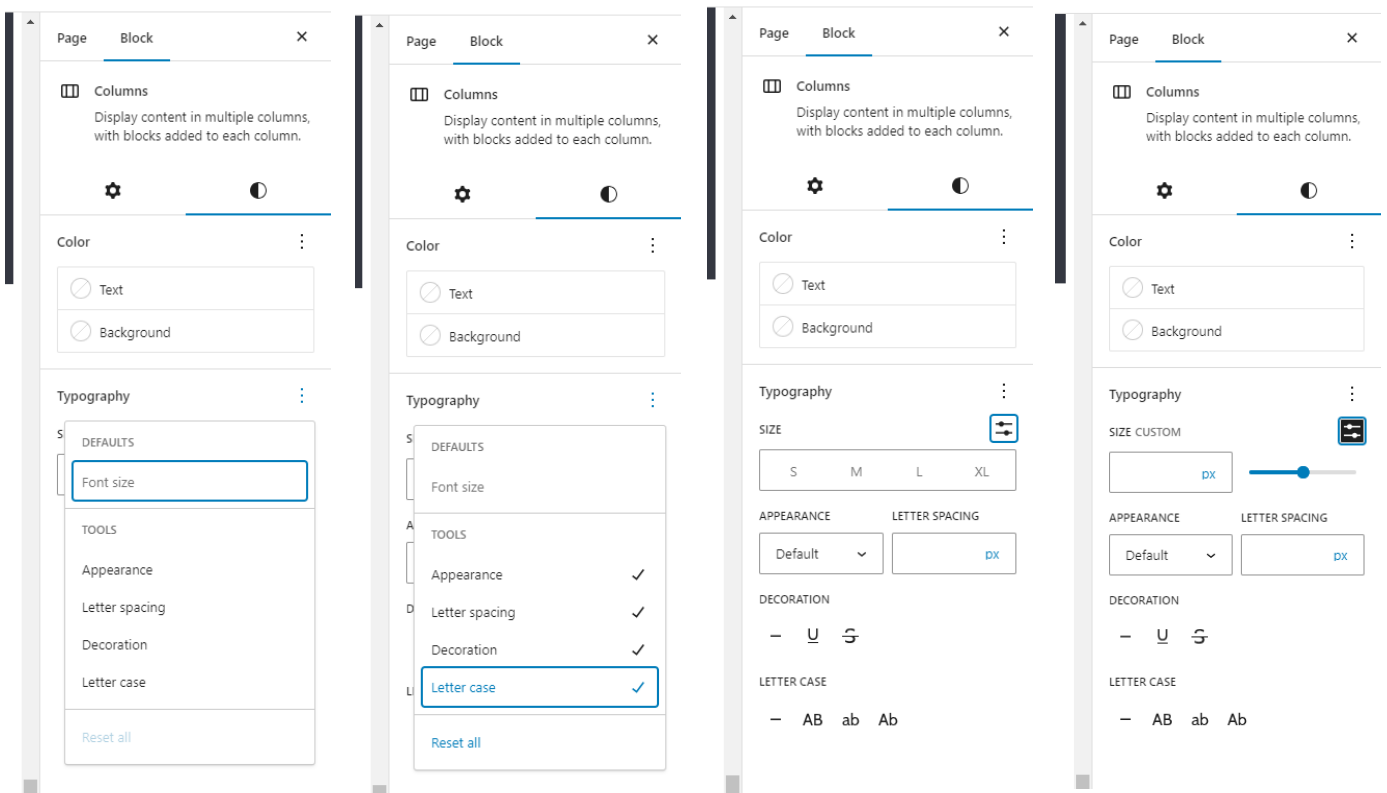 Page Block
Columns
Display content in multiple columns,
with blocks added to each column.
Color
Text
Background
Typography
S
DEFAULTS
Font size
TOOLS
Appearance
Letter spacing
Decoration
Letter case
Reset all
Page Block
Columns
Display content in multiple columns,
with blocks added to each column.
Color
Text
Background
Typography
S
DEFAULTS
Font size
A
TOOLS
Appearance
Letter spacing
D
Decoration
Letter case
Reset all
Page Block
Columns
Display content in multiple columns,
with blocks added to each column.
Color
Text
Background
Typography
SIZE
S M L XL
APPEARANCE LETTER SPACING
Default px
DECORATION
– U S
LETTER CASE
– AB ab Ab
Page Block
Columns
Display content in multiple columns,
with blocks added to each column.
Color
Text
Background
Typography
SIZE CUSTOM
px
APPEARANCE LETTER SPACING
Default px
DECORATION
– U S
LETTER CASE
– AB ab Ab